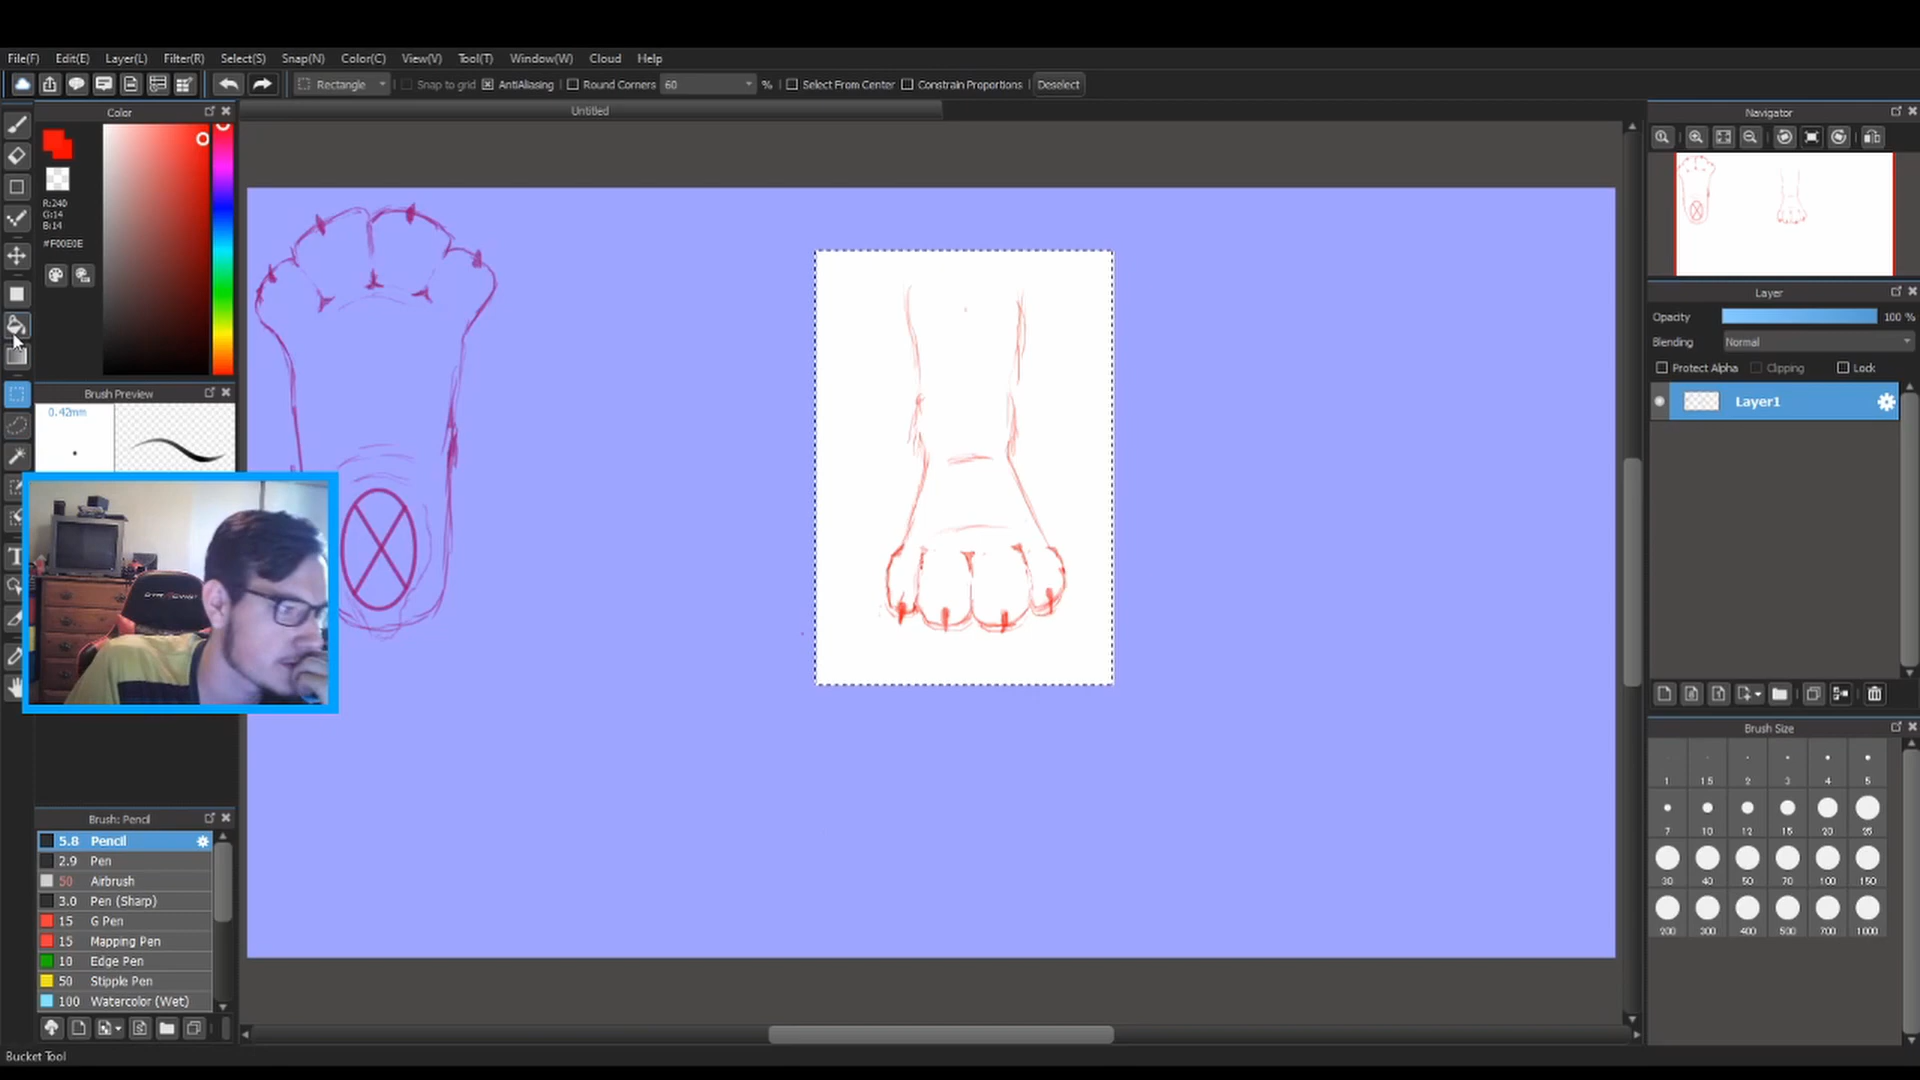 File(F) Edit(E) Layer(L) Filter(R) Select(S) Snap(N) Color(C) View(V) Tool(T) Window(W) Cloud Help
Rectangle Snap to grid AntiAliasing Round Corners 60 % Select From Center Constrain Proportions Deselect
Color
Untitled
Navigator
R:240
G:14
B:14
#F00E0E
Layer
Opacity 100 %
Blending Normal
Protect Alpha Clipping Lock
Layer1
Brush Preview
0.42mm
Brush Size
1 1.5 2 3 4 5
7 10 12 15 20 25
30 40 50 70 100 150
200 300 400 500 700 1000
Brush: Pencil
5.8 Pencil
2.9 Pen
50 Airbrush
3.0 Pen (Sharp)
15 G Pen
15 Mapping Pen
10 Edge Pen
50 Stipple Pen
100 Watercolor (Wet)
Bucket Tool